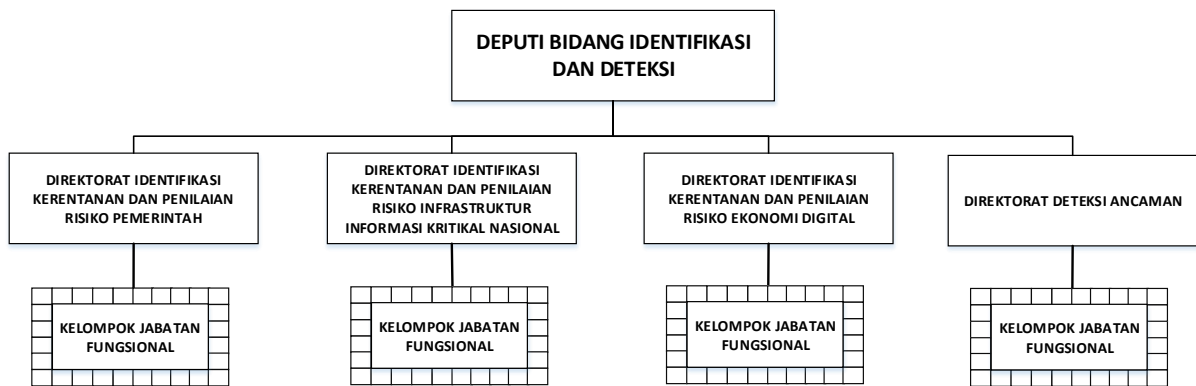 DEPUTI BIDANG IDENTIFIKASI
DAN DETEKSI
DIREKTORAT IDENTIFIKASI
KERENTANAN DAN PENILAIAN
RISIKO PEMERINTAH
DIREKTORAT IDENTIFIKASI
KERENTANAN DAN PENILAIAN
RISIKO INFRASTRUKTUR
INFORMASI KRITIKAL NASIONAL
DIREKTORAT IDENTIFIKASI
KERENTANAN DAN PENILAIAN
RISIKO EKONOMI DIGITAL
DIREKTORAT DETEKSI ANCAMAN
KELOMPOK JABATAN
FUNGSIONAL
KELOMPOK JABATAN
FUNGSIONAL
KELOMPOK JABATAN
FUNGSIONAL
KELOMPOK JABATAN
FUNGSIONAL